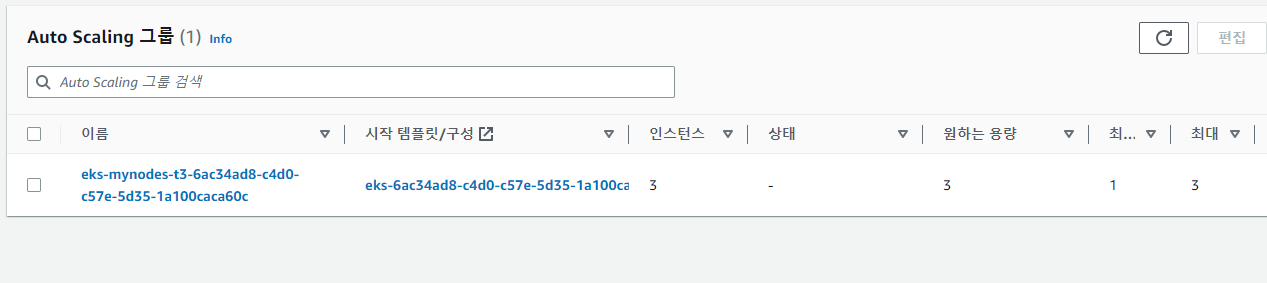 Auto Scaling 그룹 (1) Info
편집
Auto Scaling 그룹 검색
이름 시작 템플릿/구성 인스턴스 상태 원하는 용량 최... 최대
eks-mynodes-t3-6ac34ad8-c4d0-
c57e-5d35-1a100caca60c
eks-6ac34ad8-c4d0-c57e-5d35-1a100ca 3 - 3 1 3